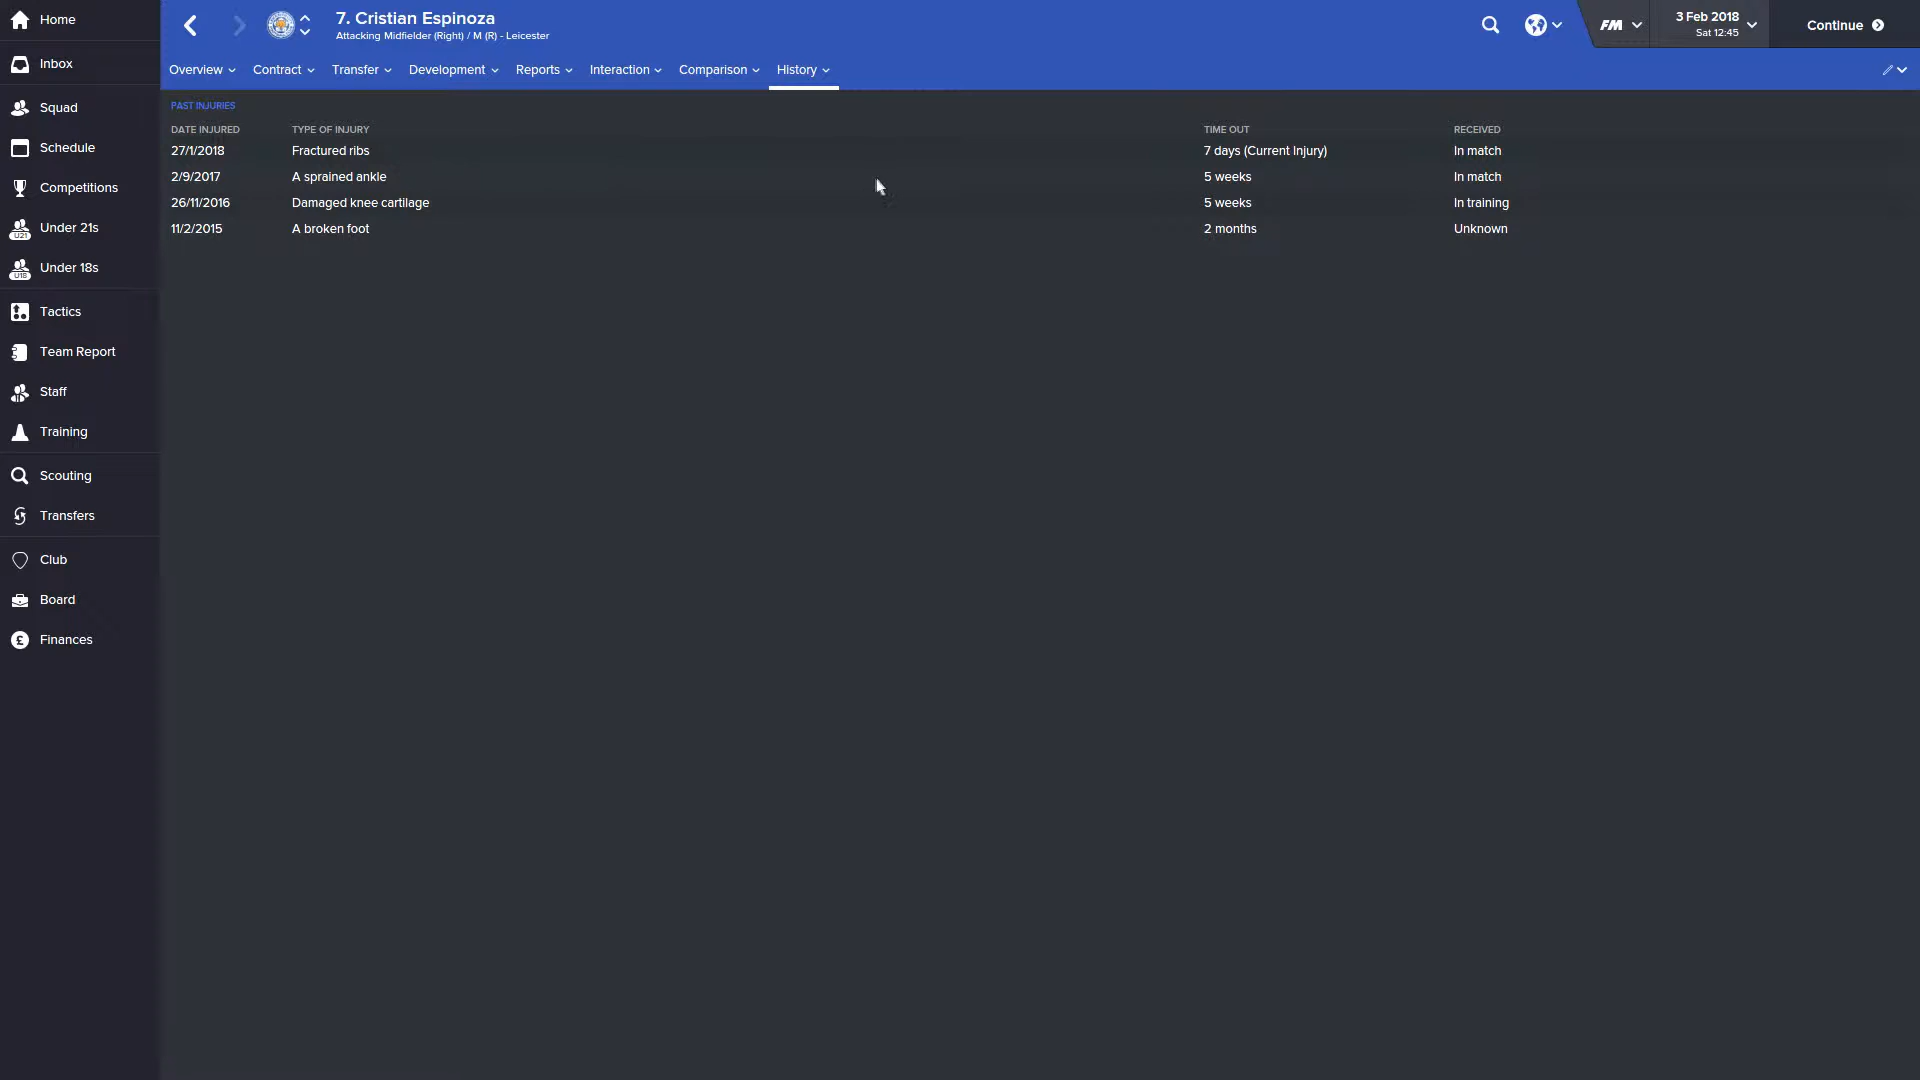 Home
Inbox
Squad
Schedule
Competitions
U21
Under 21s
U18
Under 18s
Tactics
Team Report
Staff
Training
Scouting
Transfers
Club
Board
£
Finances
7. Cristian Espinoza
Attacking Midfielder (Right) / M (R) - Leicester
FM
3 Feb 2018
Sat 12:45
Continue
Overview Contract Transfer Development Reports Interaction Comparison History
PAST INJURIES
DATE INJURED TYPE OF INJURY TIME OUT RECEIVED
27/1/2018 Fractured ribs 7 days (Current Injury) In match
2/9/2017 A sprained ankle 5 weeks In match
26/11/2016 Damaged knee cartilage 5 weeks In training
11/2/2015 A broken foot 2 months Unknown